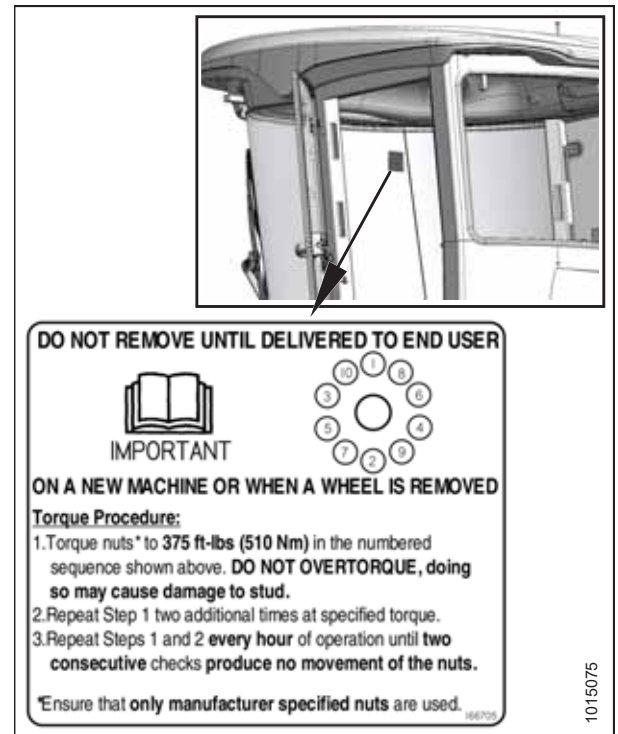 DO NOT REMOVE UNTIL DELIVERED TO END USER
10 1 8
3 6
5 4
7 2 9
IMPORTANT
ON A NEW MACHINE OR WHEN A WHEEL IS REMOVED
Torque Procedure:
1.Torque nuts* to 375 ft-lbs (510 Nm) in the numbered
sequence shown above. DO NOT OVERTORQUE, doing
so may cause damage to stud.
2.Repeat Step 1 two additional times at specified torque.
3.Repeat Steps 1 and 2 every hour of operation until two
consecutive checks produce no movement of the nuts.
*Ensure that only manufacturer specified nuts are used.
166705
1015075